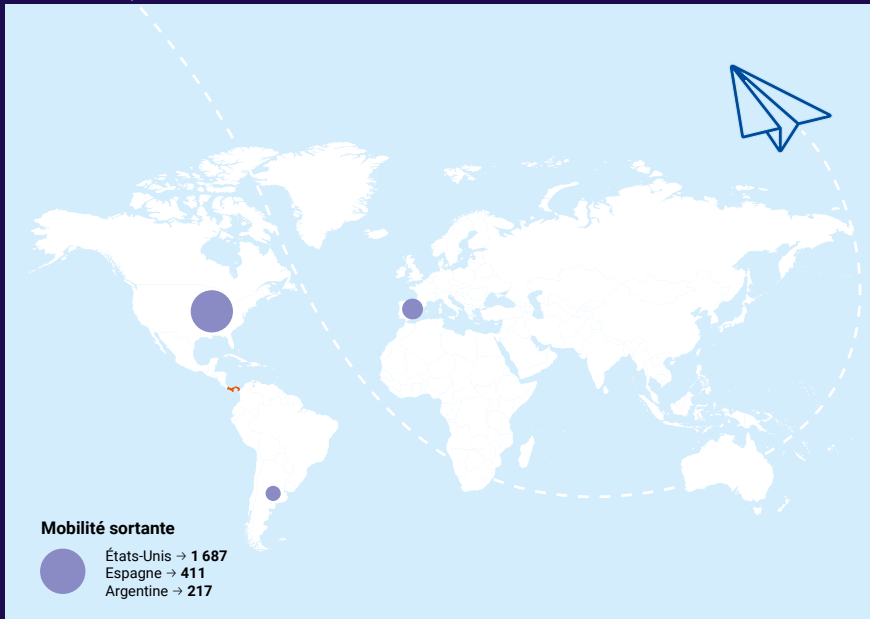 Mobilité sortante
États-Unis → 1 687
Espagne → 411
Argentine → 217